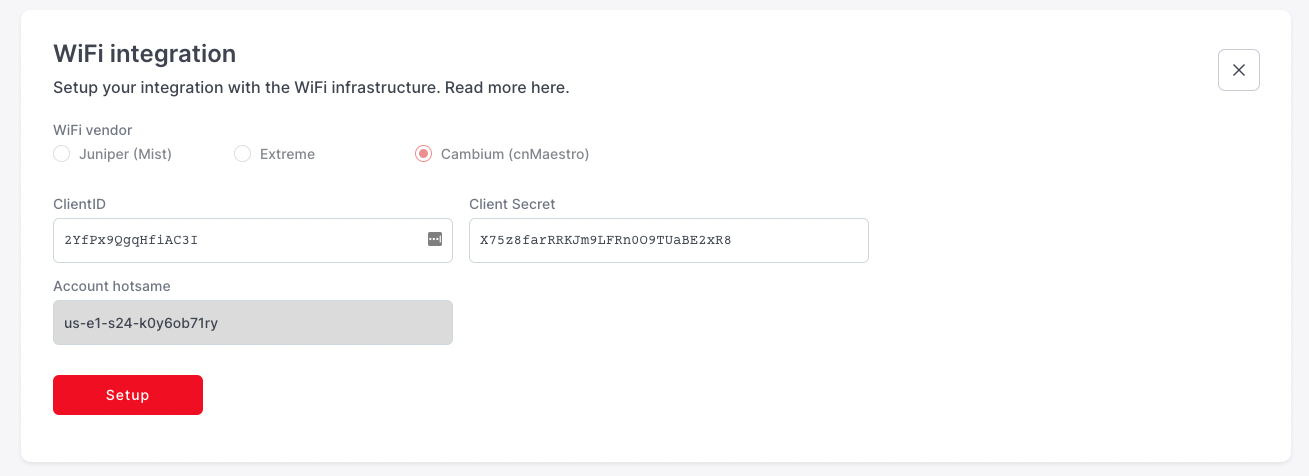 WiFi integration
Setup your integration with the WiFi infrastructure. Read more here.
WiFi vendor
Juniper (Mist) Extreme Cambium (cnMaestro)
ClientID Client Secret
2YfPx9QgqHfiAC3I X75z8farRRKJm9LFRn0O9TUaBE2xR8
Account hotsame
us-e1-s24-k0y6ob71ry
Setup